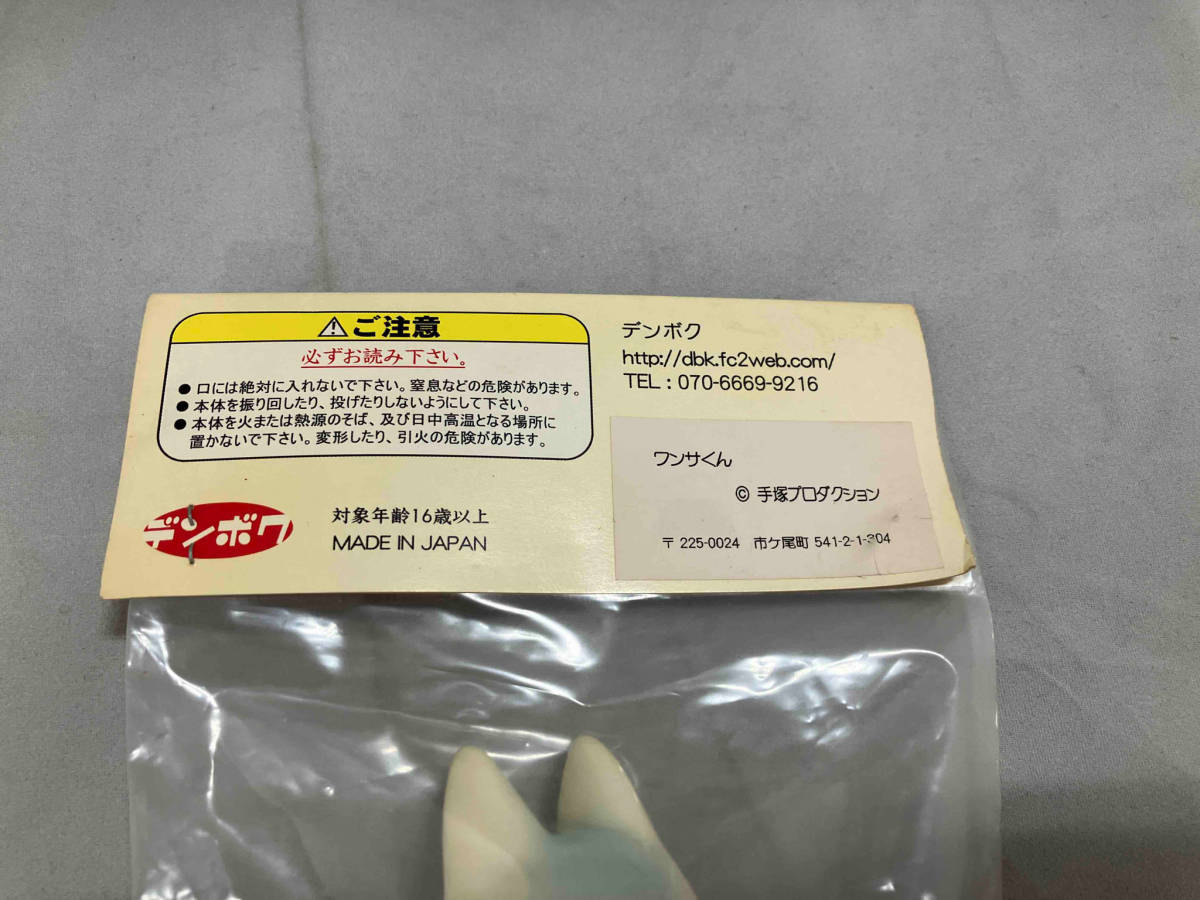 ⚠ご注意
必ずお読み下さい。
●口には絶対に入れないで下さい。窒息などの危険があります。
●本体を振り回したり、投げたりしないようにして下さい。
●本体を火または熱源のそば、及び日中高温となる場所に
置かないで下さい。変形したり、引火の危険があります。
デンボク
対象年齢16歳以上
MADE IN JAPAN
デンボク
http://dbk.fc2web.com/
TEL：070-6669-9216
ワンサくん
© 手塚プロダクション
〒225-0024 市ケ尾町 541-2-1-304